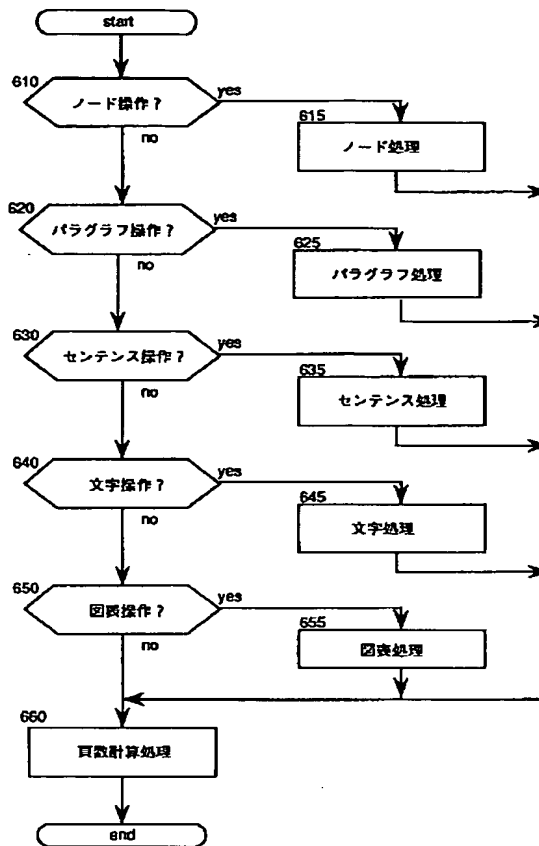 start
610
ノード操作？
yes
no
615
ノード処理
620
パラグラフ操作？
yes
no
625
パラグラフ処理
630
センテンス操作？
yes
no
635
センテンス処理
640
文字操作？
yes
no
645
文字処理
650
図表操作？
yes
no
655
図表処理
660
頁数計算処理
end